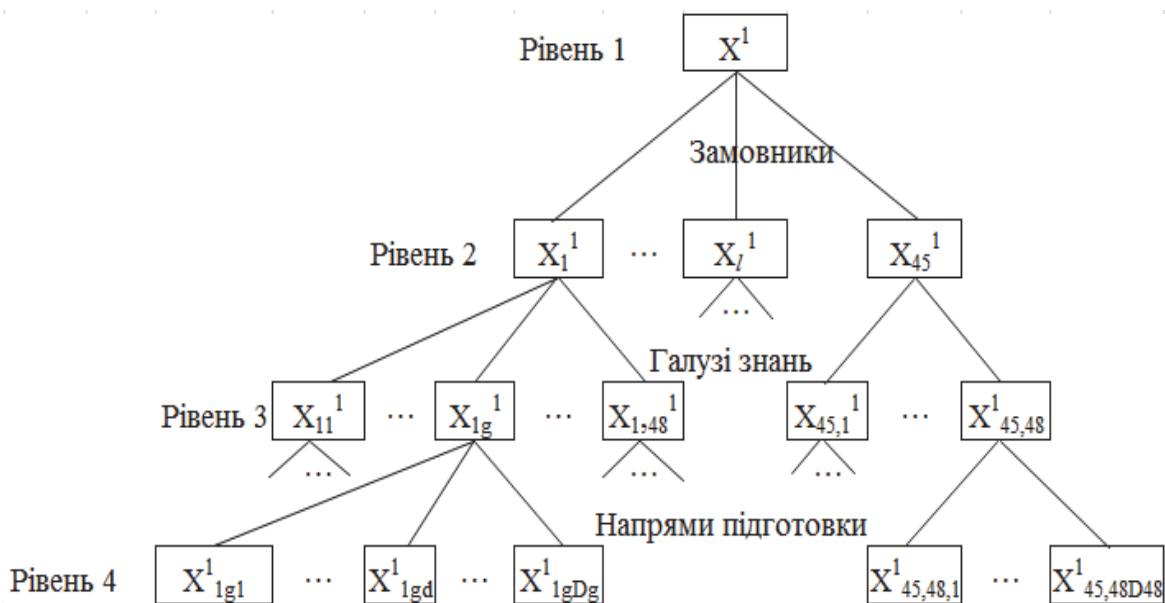 Рівень 1 X¹
Замовники
Рівень 2 X₁¹ ... Xₗ¹ X₄₅¹
...
Галузі знань
Рівень 3 X₁₁¹ ... X₁g¹ ... X₁,₄₈¹ X₄₅,₁¹ ... X¹₄₅,₄₈
... ... ...
Напрями підготовки
Рівень 4 X¹₁g₁ ... X¹₁gd ... X¹₁gDg X¹₄₅,₄₈,₁ ... X¹₄₅,₄₈D₄₈